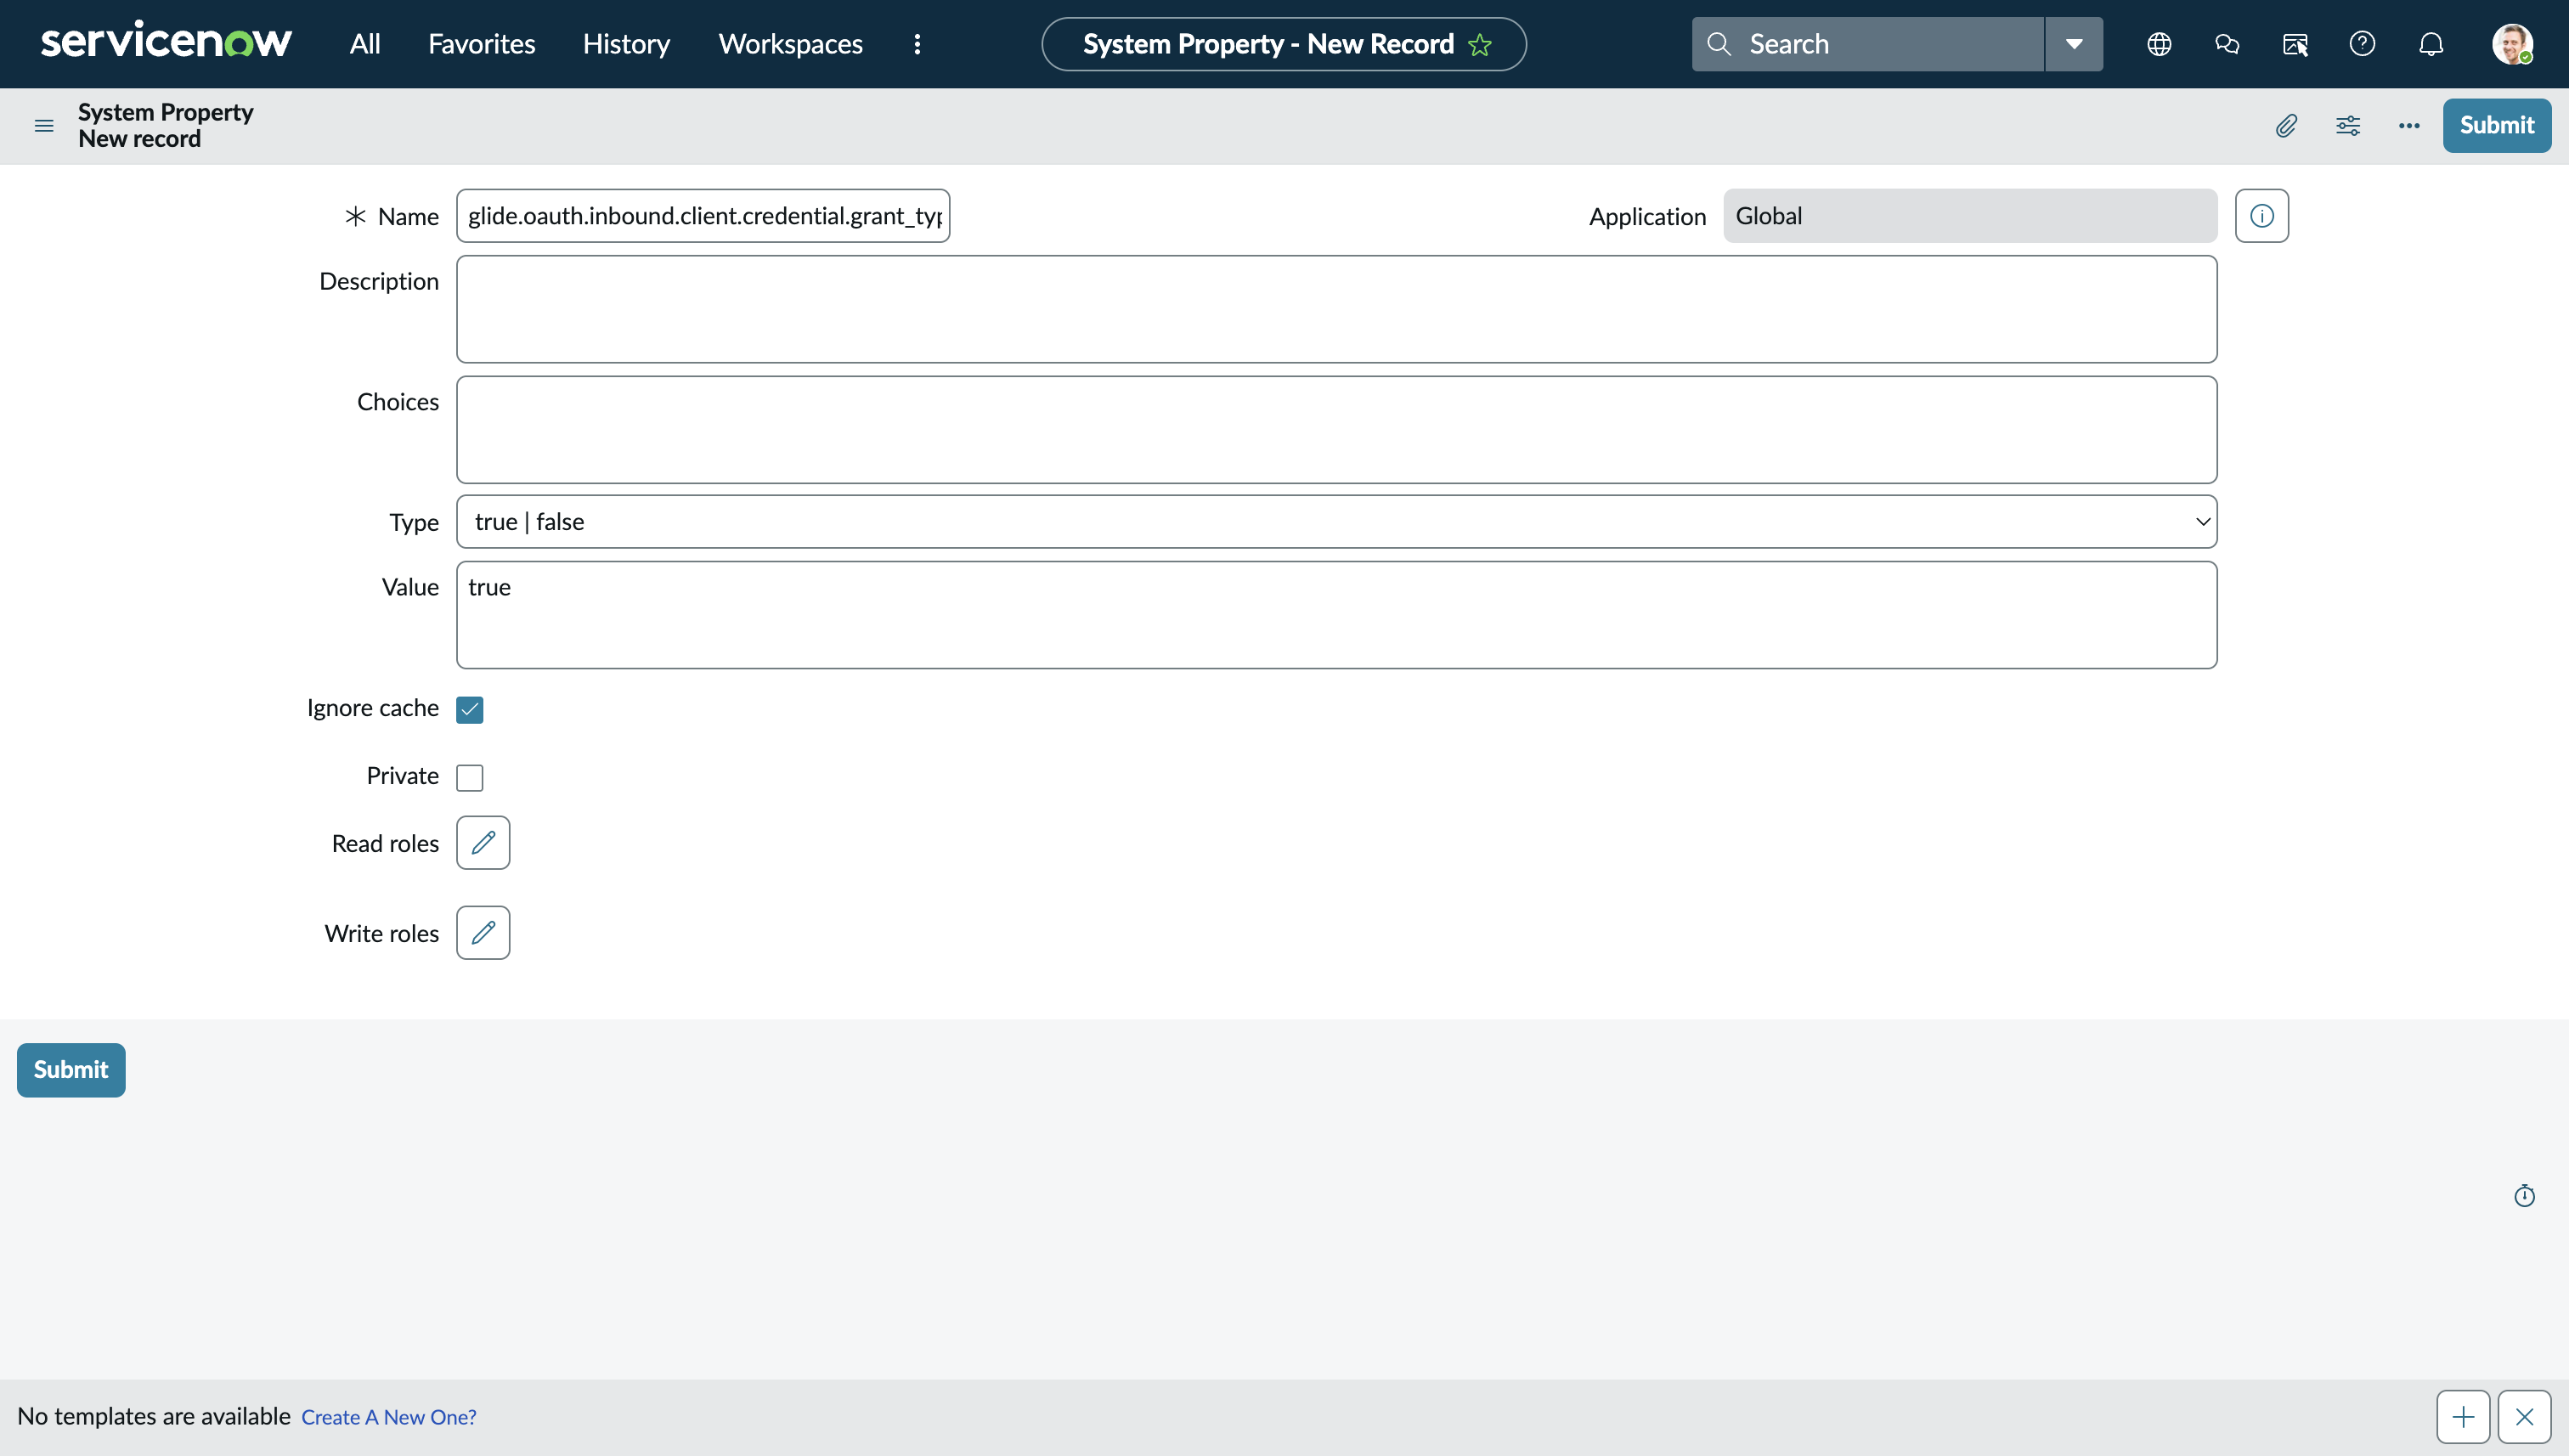 servicenow All Favorites History Workspaces System Property - New Record Search
System Property
New record
Submit
* Name glide.oauth.inbound.client.credential.grant_typ Application Global
Description
Choices
Type true | false
Value true
Ignore cache
Private
Read roles
Write roles
Submit
No templates are available Create A New One?